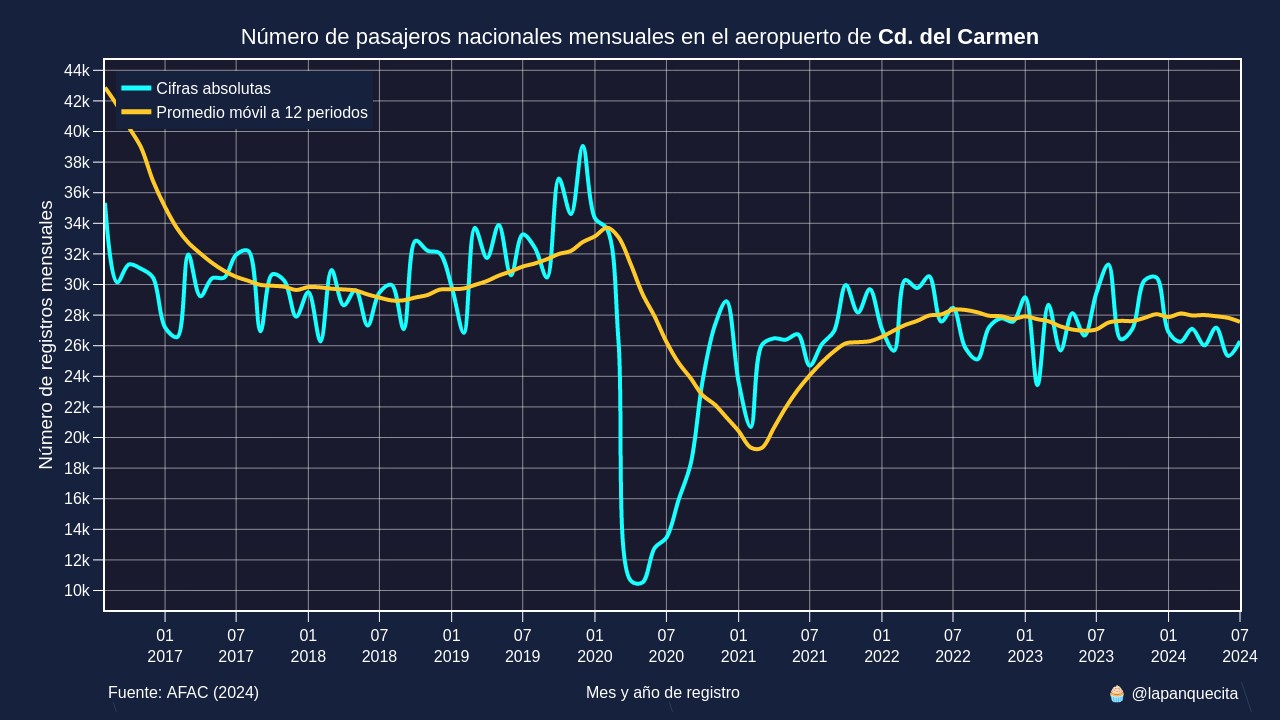 Número de pasajeros nacionales mensuales en el aeropuerto de Cd. del Carmen
Cifras absolutas
Promedio móvil a 12 periodos
Número de registros mensuales
44k
42k
40k
38k
36k
34k
32k
30k
28k
26k
24k
22k
20k
18k
16k
14k
12k
10k
01 07 01 07 01 07 01 07 01 07 01 07 01 07 01 07
2017 2017 2018 2018 2019 2019 2020 2020 2021 2021 2022 2022 2023 2023 2024 2024
Fuente: AFAC (2024) Mes y año de registro 🧁 @lapanquecita